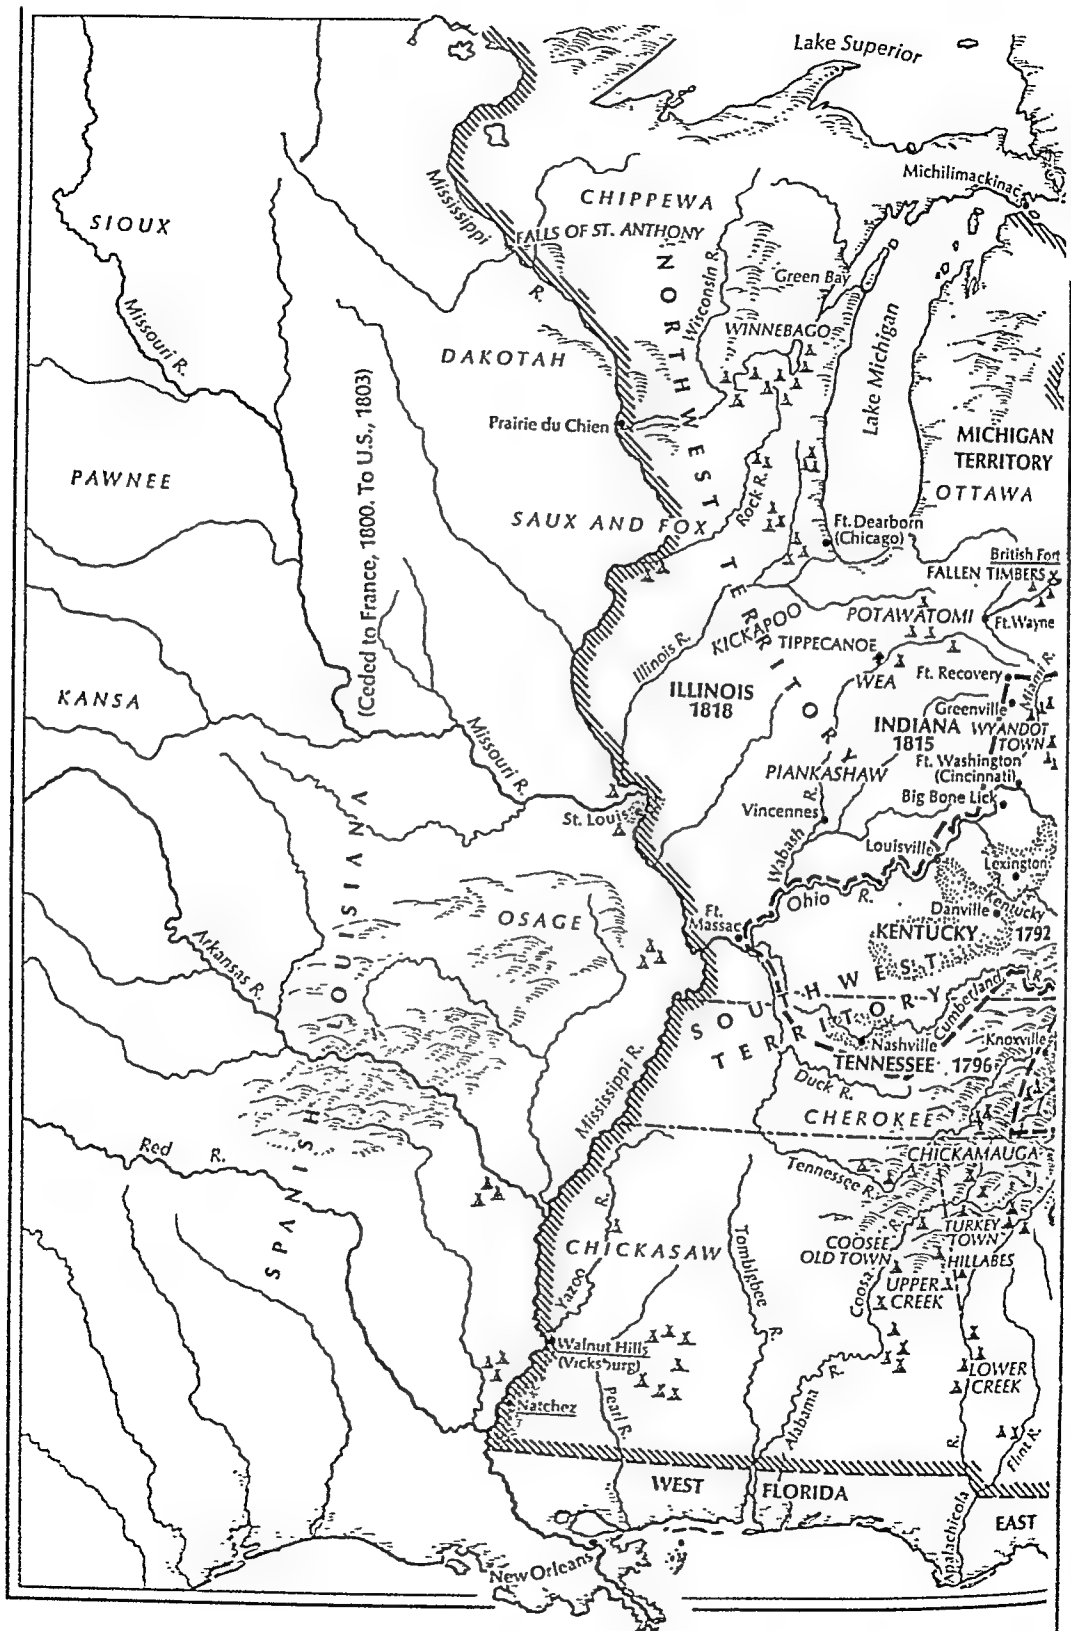 Lake Superior
Michilimackinac
CHIPPEWA
SIOUX
Mississippi
R.
FALLS OF ST. ANTHONY
NORTHWEST
TERRITORY
Wisconsin R.
Green Bay
WINNEBAGO
Missouri R.
DAKOTAH
Lake Michigan
(Ceded to France, 1800. To U.S., 1803)
Prairie du Chien
MICHIGAN
TERRITORY
PAWNEE
OTTAWA
Rock R.
SAUX AND FOX
Ft. Dearborn
(Chicago)
British Fort
FALLEN TIMBERS
POTAWATOMI
Ft. Wayne
KICKAPOO
TIPPECANOE
Illinois R.
WEA
Ft. Recovery
Miami R.
KANSA
ILLINOIS
1818
Greenville
INDIANA
1815
WYANDOT
TOWN
Missouri R.
Ft. Washington
(Cincinnati)
PIANKASHAW
Big Bone Lick
Vincennes
Wabash
R.
St. Louis
Louisville
Lexington
SPANISH LOUISIANA
Ohio R.
Kentucky
Danville
OSAGE
Ft.
Massac
KENTUCKY 1792
Arkansas R.
SOUTHWEST
TERRITORY
Cumberland R.
Nashville
Knoxville
TENNESSEE 1796
Duck R.
Mississippi R.
CHEROKEE
Red R.
CHICKAMAUGA
Tennessee R.
TURKEY
TOWN
COOSEE
OLD TOWN
HILLABES
CHICKASAW
Yazoo
R.
Tombigbee
R.
Coosa
R.
UPPER
CREEK
Walnut Hills
(Vicksburg)
LOWER
CREEK
Natchez
Pearl R.
Alabama
R.
Flint R.
WEST FLORIDA
R.
Apalachicola
EAST
New Orleans